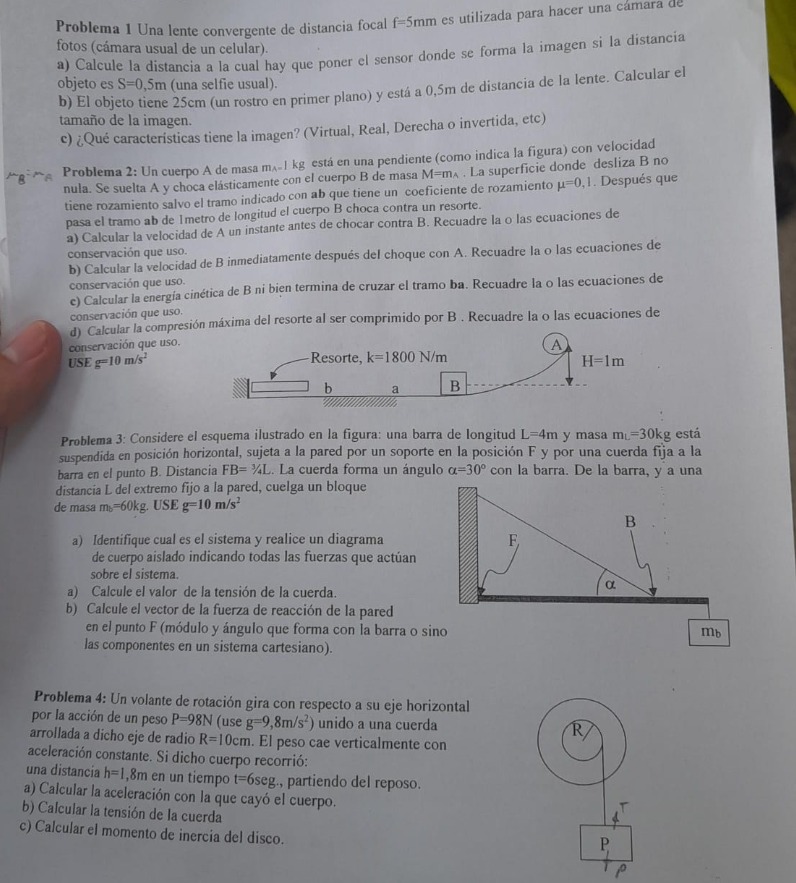 Problema 1 Una lente convergente de distancia focal f=5mm es utilizada para hacer una cámara de
fotos (cámara usual de un celular).
a) Calcule la distancia a la cual hay que poner el sensor donde se forma la imagen si la distancia
objeto es S=0,5m (una selfie usual).
b) El objeto tiene 25cm (un rostro en primer plano) y está a 0,5m de distancia de la lente. Calcular el
tamaño de la imagen.
c) ¿Qué características tiene la imagen? (Virtual, Real, Derecha o invertida, etc)
Problema 2: Un cuerpo A de masa mA=1 kg está en una pendiente (como indica la figura) con velocidad
nula. Se suelta A y choca elásticamente con el cuerpo B de masa M=mA . La superficie donde desliza B no
tiene rozamiento salvo el tramo indicado con ab que tiene un coeficiente de rozamiento μ=0,1. Después que
pasa el tramo ab de 1metro de longitud el cuerpo B choca contra un resorte.
a) Calcular la velocidad de A un instante antes de chocar contra B. Recuadre la o las ecuaciones de
conservación que uso.
b) Calcular la velocidad de B inmediatamente después del choque con A. Recuadre la o las ecuaciones de
conservación que uso.
c) Calcular la energía cinética de B ni bien termina de cruzar el tramo ba. Recuadre la o las ecuaciones de
conservación que uso.
d) Calcular la compresión máxima del resorte al ser comprimido por B . Recuadre la o las ecuaciones de
conservación que uso.
USE g=10 m/s²
Resorte, k=1800 N/m
A
H=1m
b
a
B
Problema 3: Considere el esquema ilustrado en la figura: una barra de longitud L=4m y masa mL=30kg está
suspendida en posición horizontal, sujeta a la pared por un soporte en la posición F y por una cuerda fija a la
barra en el punto B. Distancia FB= ¾L. La cuerda forma un ángulo α=30º con la barra. De la barra, y a una
distancia L del extremo fijo a la pared, cuelga un bloque
de masa mb=60kg. USE g=10 m/s²
a) Identifique cual es el sistema y realice un diagrama
de cuerpo aislado indicando todas las fuerzas que actúan
sobre el sistema.
a) Calcule el valor de la tensión de la cuerda.
b) Calcule el vector de la fuerza de reacción de la pared
en el punto F (módulo y ángulo que forma con la barra o sino
las componentes en un sistema cartesiano).
F
B
α
mb
Problema 4: Un volante de rotación gira con respecto a su eje horizontal
por la acción de un peso P=98N (use g=9,8m/s²) unido a una cuerda
arrollada a dicho eje de radio R=10cm. El peso cae verticalmente con
aceleración constante. Si dicho cuerpo recorrió:
una distancia h=1,8m en un tiempo t=6seg., partiendo del reposo.
a) Calcular la aceleración con la que cayó el cuerpo.
b) Calcular la tensión de la cuerda
c) Calcular el momento de inercia del disco.
R
T
P
P